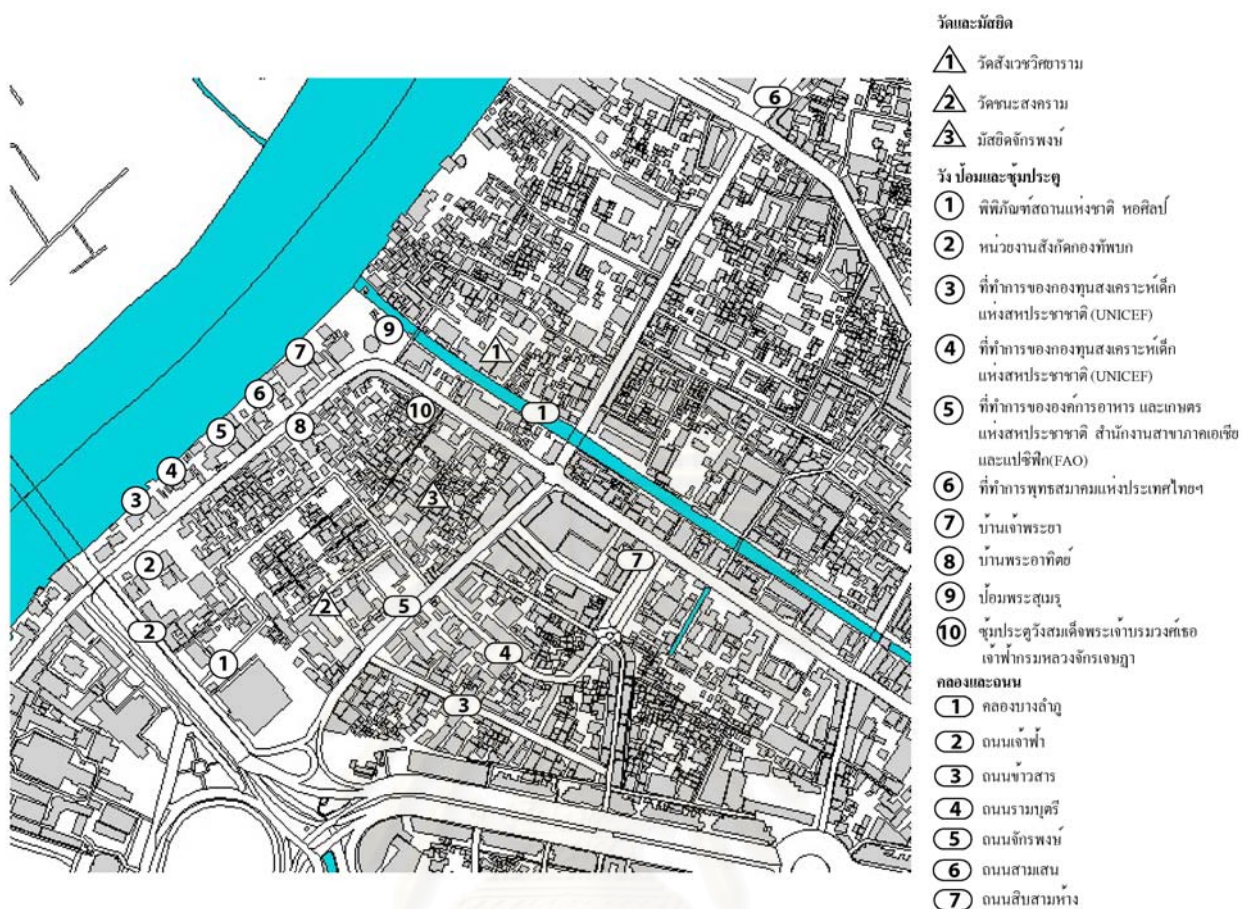 วัดและมัสยิด
1 วัดสังเวชวิศยาราม
2 วัดชนะสงคราม
3 มัสยิดจักรพงษ์
วัง ป้อมและซุ้มประตู
1 พิพิภัณฑ์สถานแห่งชาติ หอศิลป์
2 หน่วยงานสังกัดกองทัพบก
3 ที่ทำการของกองทุนสงเคราะห์เด็ก
แห่งสหประชาชาติ (UNICEF)
4 ที่ทำการของกองทุนสงเคราะห์เด็ก
แห่งสหประชาชาติ (UNICEF)
5 ที่ทำการขององค์การอาหาร และเกษตร
แห่งสหประชาชาติ สำนักงานสาขาภาคเอเชีย
และแปซิฟิก(FAO)
6 ที่ทำการพุทธสมาคมแห่งประเทศไทยฯ
7 บ้านเจ้าพระยา
8 บ้านพระอาทิตย์
9 ป้อมพระสุเมรุ
10 ซุ้มประตูวังสมเด็จพระเจ้าบรมวงศ์เธอ
เจ้าฟ้ากรมหลวงจักรเจษฎา
คลองและถนน
1 คลองบางลำภู
2 ถนนเจ้าฟ้า
3 ถนนข้าวสาร
4 ถนนรามบุตรี
5 ถนนจักรพงษ์
6 ถนนสามเสน
7 ถนนสิบสามห้าง
6
9
1
7
6
10
1
8
5
4
3
3
7
2
2
5
2
4
1
3